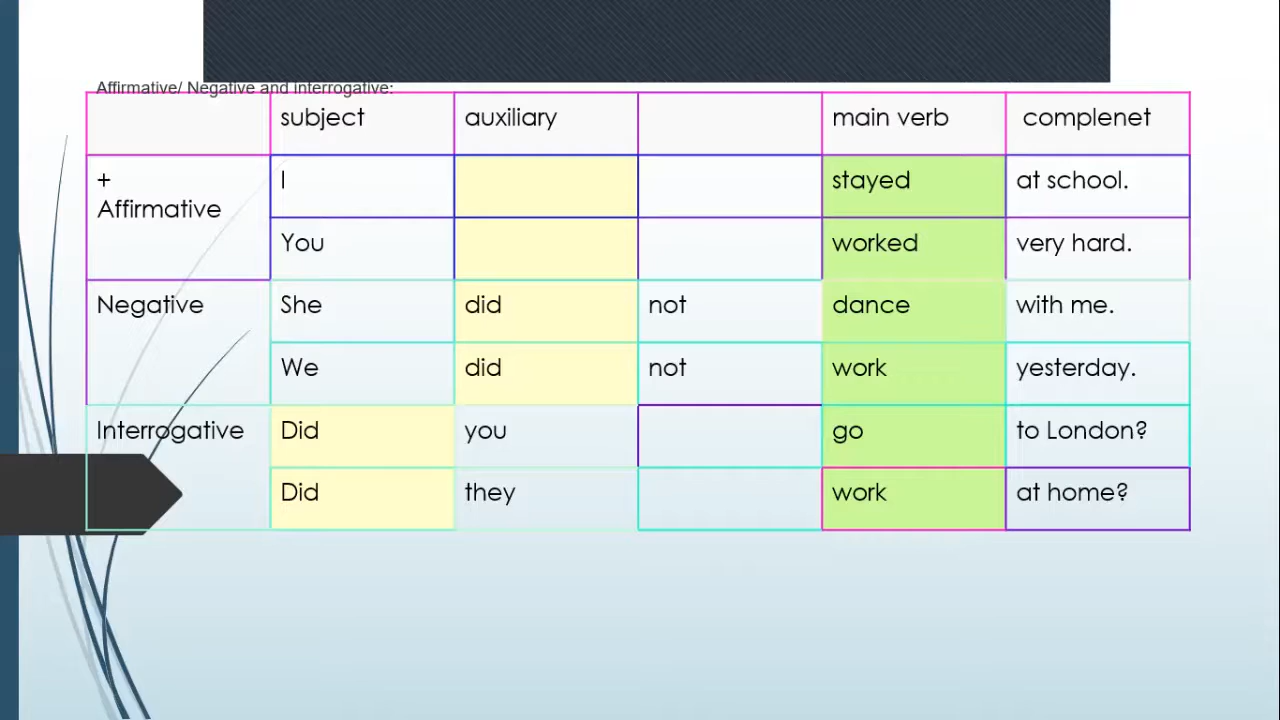 Affirmative/ Negative and Interrogative:
subject auxiliary main verb complenet
+ I stayed at school.
Affirmative
You worked very hard.
Negative She did not dance with me.
We did not work yesterday.
Interrogative Did you go to London?
Did they work at home?